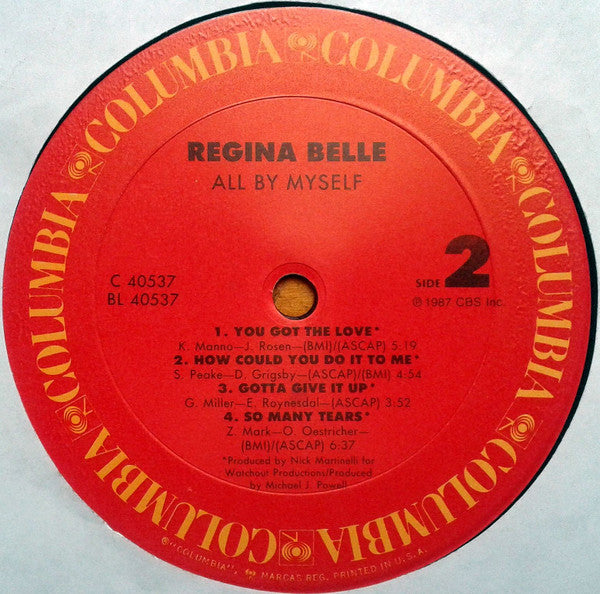 COLUMBIA COLUMBIA COLUMBIA COLUMBIA COLUMBIA COLUMBIA COLUMBIA
REGINA BELLE
ALL BY MYSELF
C 40537
BL 40537
SIDE 2
℗ 1987 CBS Inc.
1. YOU GOT THE LOVE*
K. Manno—J. Rosen—(BMI)/(ASCAP) 5:19
2. HOW COULD YOU DO IT TO ME*
S. Peake—D. Grigsby—(ASCAP/BMI) 4:54
3. GOTTA GIVE IT UP*
G. Miller—E. Roynesdol—(ASCAP) 3:52
4. SO MANY TEARS*
Z. Mark—O. Oestricher—
(BMI)/(ASCAP) 6:37
*Produced by Nick Martinelli for
Watchout Productions/Produced
by Michael J. Powell
®"COLUMBIA", MARCAS REG. PRINTED IN U.S.A.